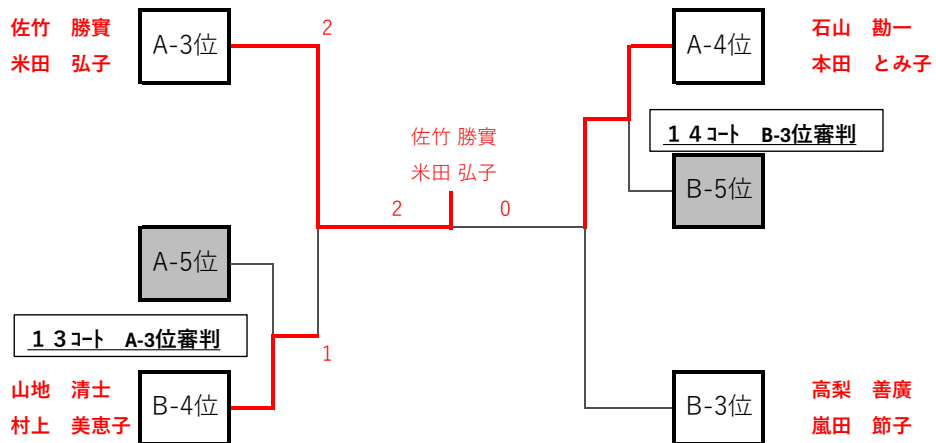 佐竹　勝實
米田　弘子
A-3位
2
A-4位
石山　勘一
本田　とみ子
佐竹 勝實
米田 弘子
１４ｺｰﾄ　B-3位審判
B-5位
2
0
A-5位
１３ｺｰﾄ　A-3位審判
1
山地　清士
村上　美恵子
B-4位
B-3位
高梨　善廣
嵐田　節子